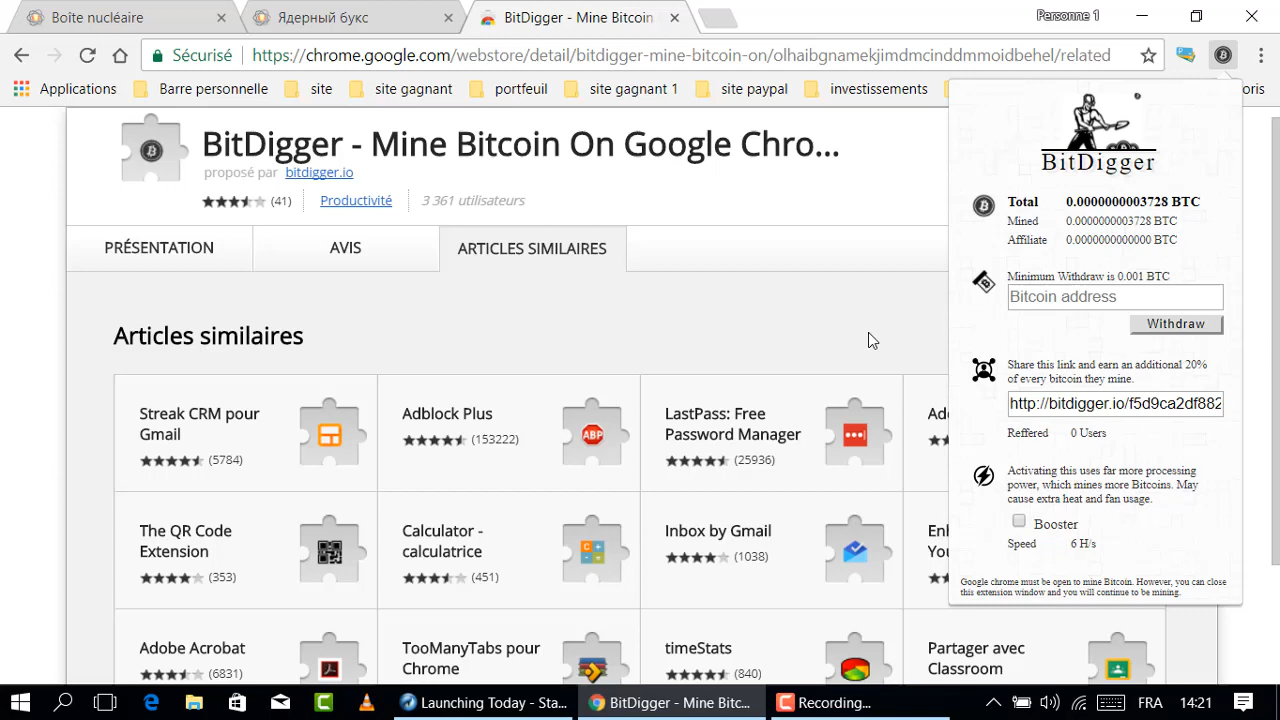 Boîte nucléaire
Ядерный букс
BitDigger - Mine Bitcoin
Personne 1
Sécurisé
https://chrome.google.com/webstore/detail/bitdigger-mine-bitcoin-on/olhaibgnamekjimdmcinddmmoidbehel/related
Applications
Barre personnelle
site
site gagnant
portfeuil
site gagnant 1
site paypal
investissements
oris
BitDigger - Mine Bitcoin On Google Chro...
proposé par bitdigger.io
(41)
Productivité
3 361 utilisateurs
PRÉSENTATION
AVIS
ARTICLES SIMILAIRES
Articles similaires
Streak CRM pour
Gmail
(5784)
Adblock Plus
(153222)
ABP
LastPass: Free
Password Manager
(25936)
The QR Code
Extension
(353)
Calculator -
calculatrice
(451)
Inbox by Gmail
(1038)
Adobe Acrobat
(6831)
TooManyTabs pour
Chrome
timeStats
(840)
Partager avec
Classroom
BitDigger
Total 0.0000000003728 BTC
Mined 0.0000000003728 BTC
Affiliate 0.0000000000000 BTC
Minimum Withdraw is 0.001 BTC
Bitcoin address
Withdraw
Share this link and earn an additional 20%
of every bitcoin they mine.
http://bitdigger.io/f5d9ca2df882
Reffered 0 Users
Activating this uses far more processing
power, which mines more Bitcoins. May
cause extra heat and fan usage.
Booster
Speed 6 H/s
Google chrome must be open to mine Bitcoin. However, you can close
this extension window and you will continue to be mining.
Launching Today - Sta...
BitDigger - Mine Bitc...
Recording...
FRA
14:21